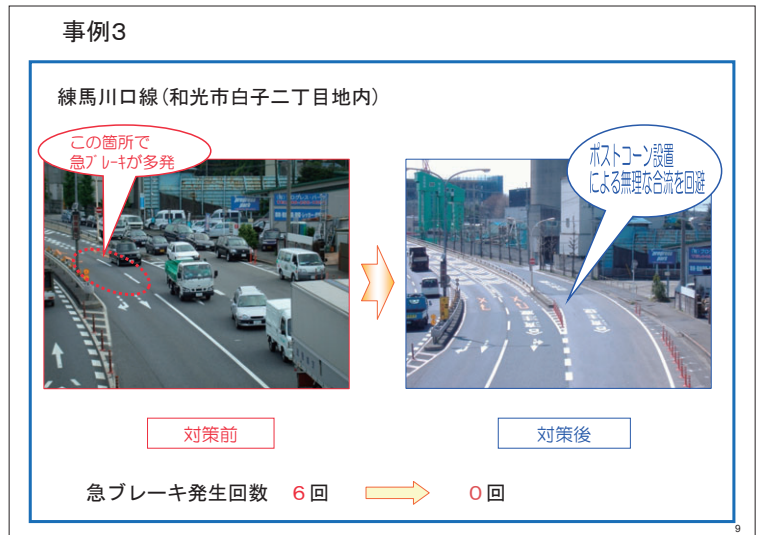 事例3
練馬川口線(和光市白子二丁目地内)
この箇所で
急ﾌﾞﾚｰｷが多発
ポストコーン設置
による無理な合流を回避
対策前
対策後
急ブレーキ発生回数 6回 0回
9